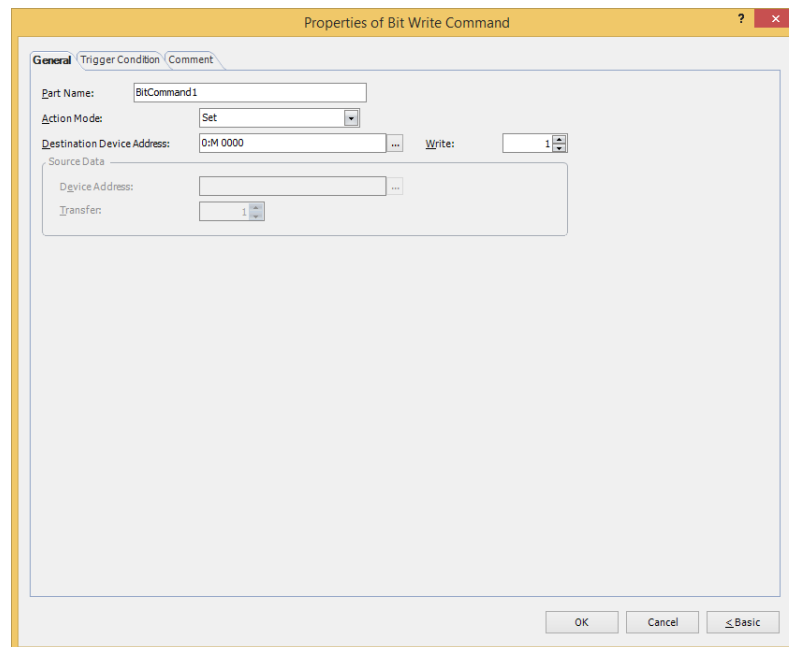 Properties of Bit Write Command ? ×
General Trigger Condition Comment
Part Name: BitCommand1
Action Mode: Set
Destination Device Address: 0:M 0000 ... Write: 1
Source Data
Device Address: ...
Transfer: 1
OK Cancel < Basic